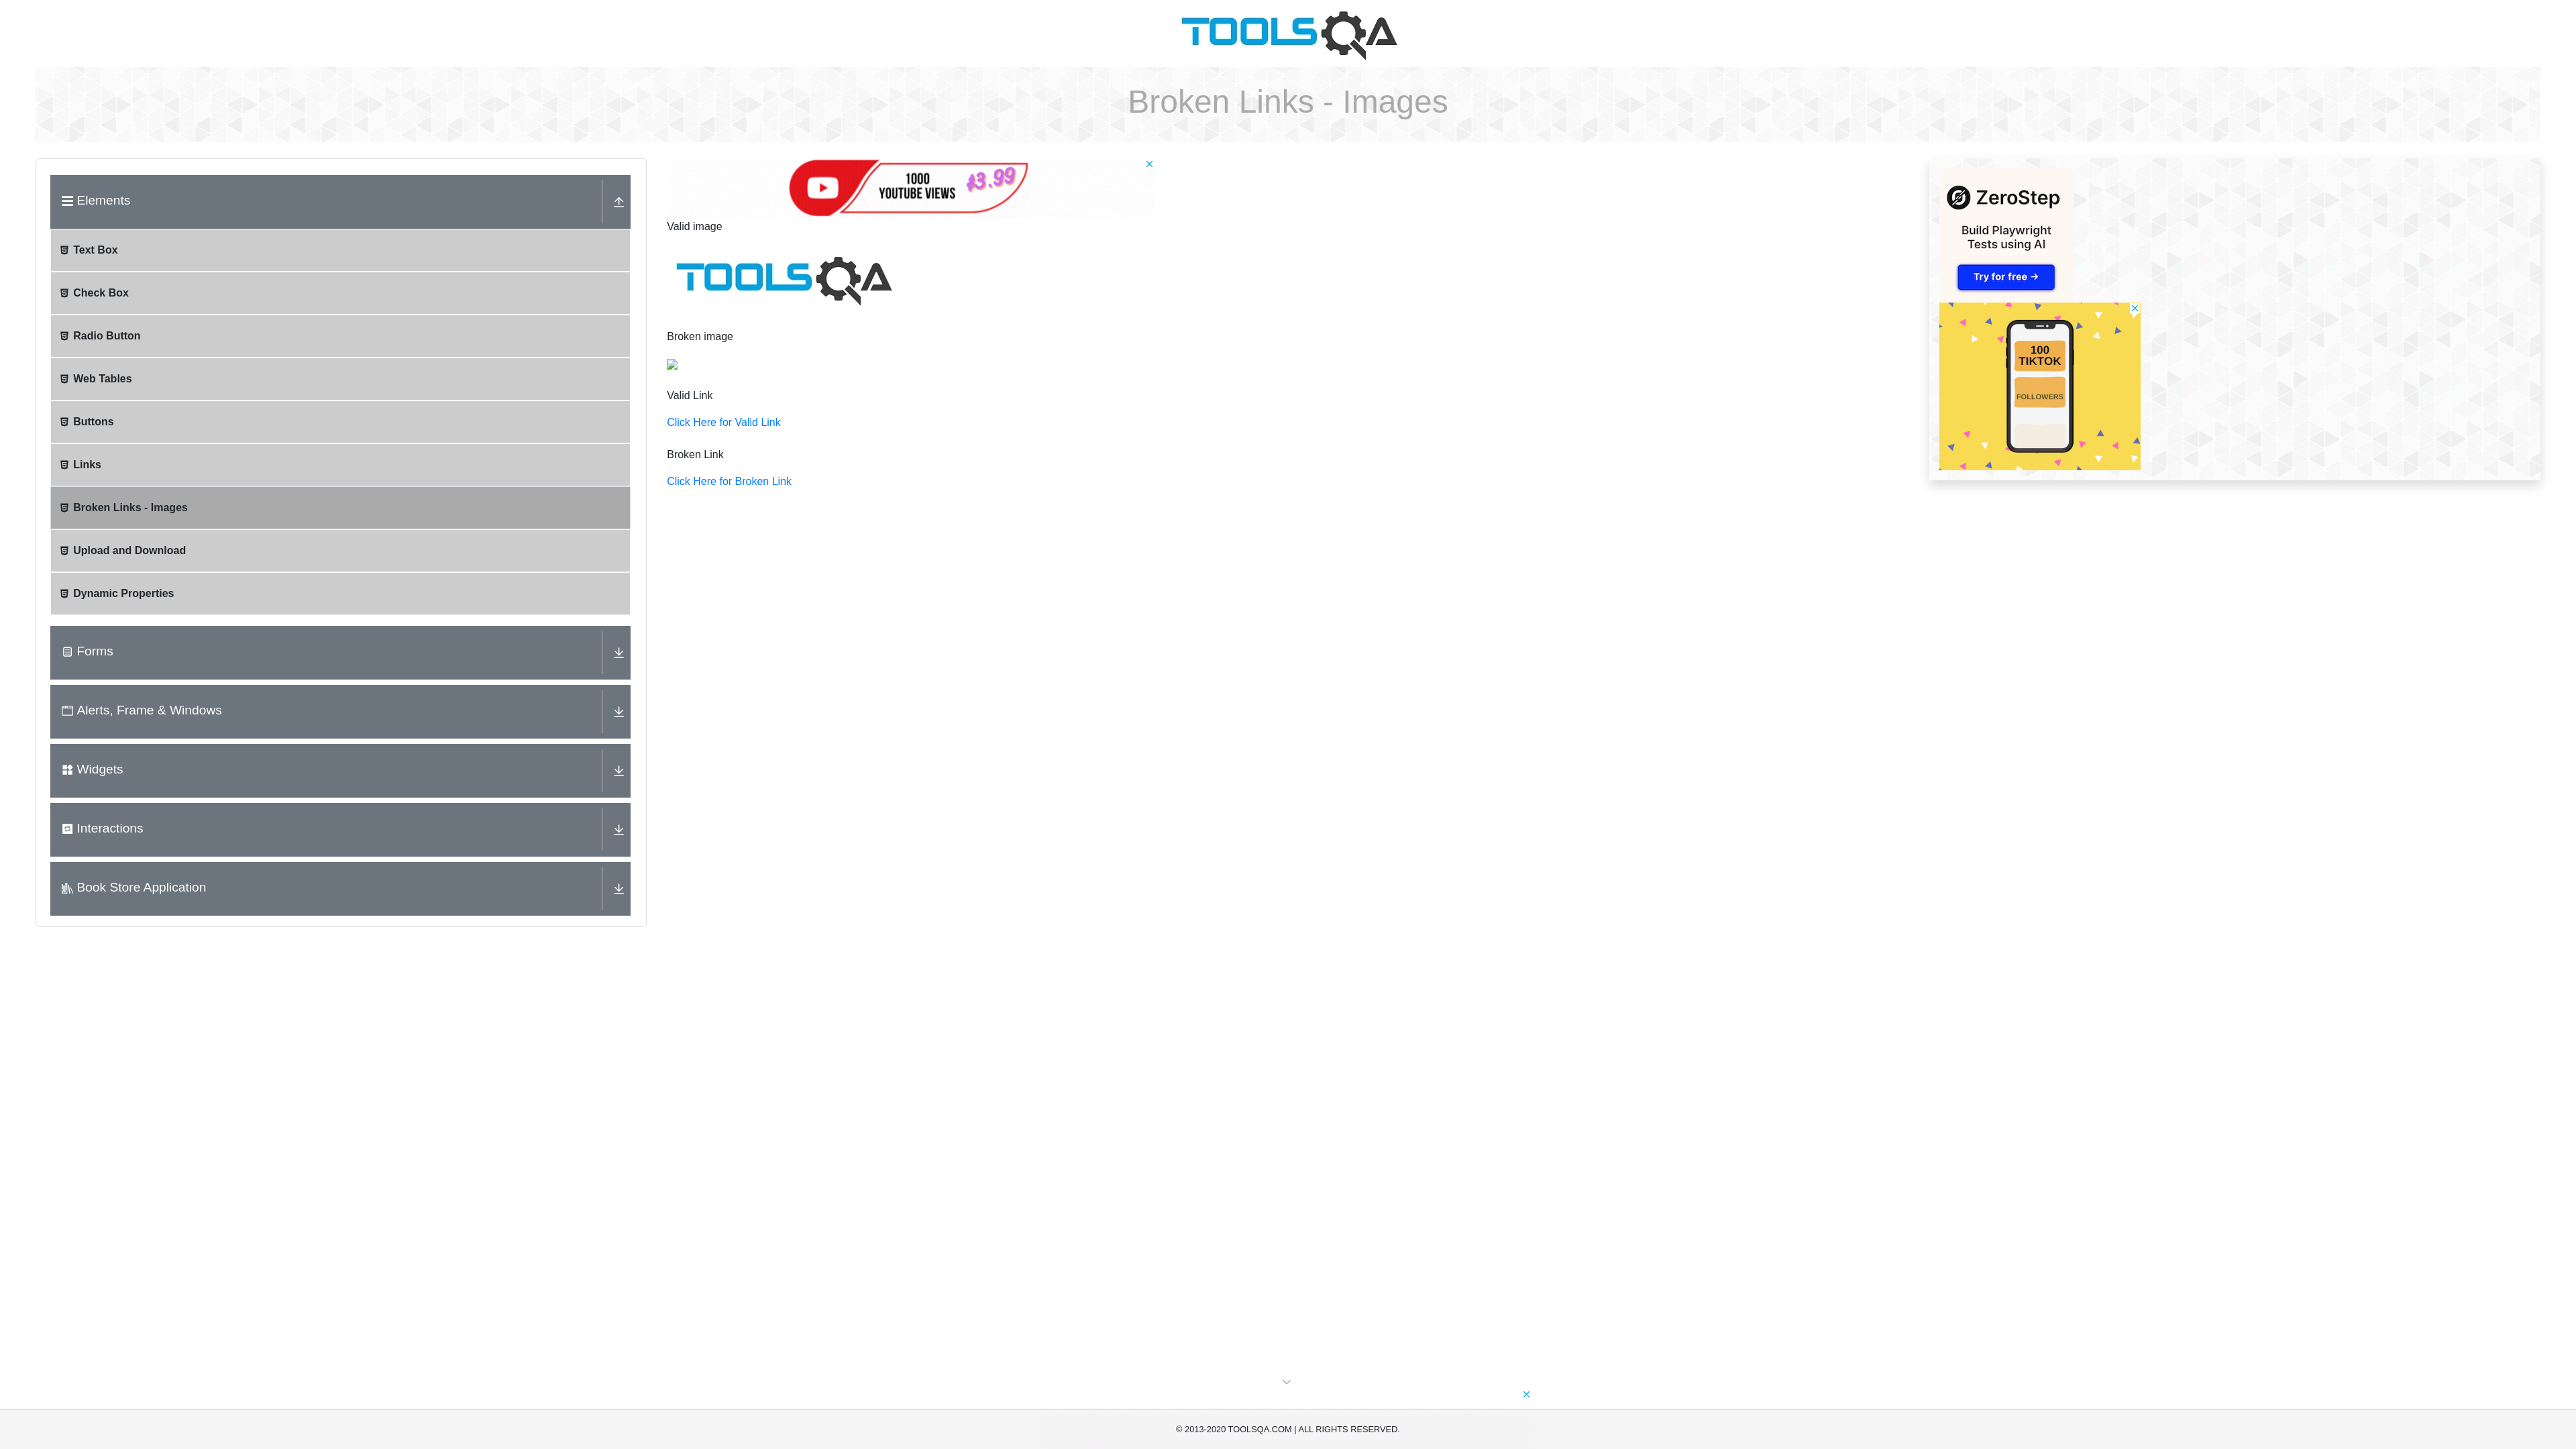 TOOLSQA
Broken Links - Images
Elements
Text Box
Check Box
Radio Button
Web Tables
Buttons
Links
Broken Links - Images
Upload and Download
Dynamic Properties
Forms
Alerts, Frame & Windows
Widgets
Interactions
Book Store Application
1000
YOUTUBE VIEWS
$3.99
Valid image
TOOLSQA
Broken image
Valid Link
Click Here for Valid Link
Broken Link
Click Here for Broken Link
ZeroStep
Build Playwright
Tests using AI
Try for free →
100
TIKTOK
FOLLOWERS
© 2013-2020 TOOLSQA.COM | ALL RIGHTS RESERVED.